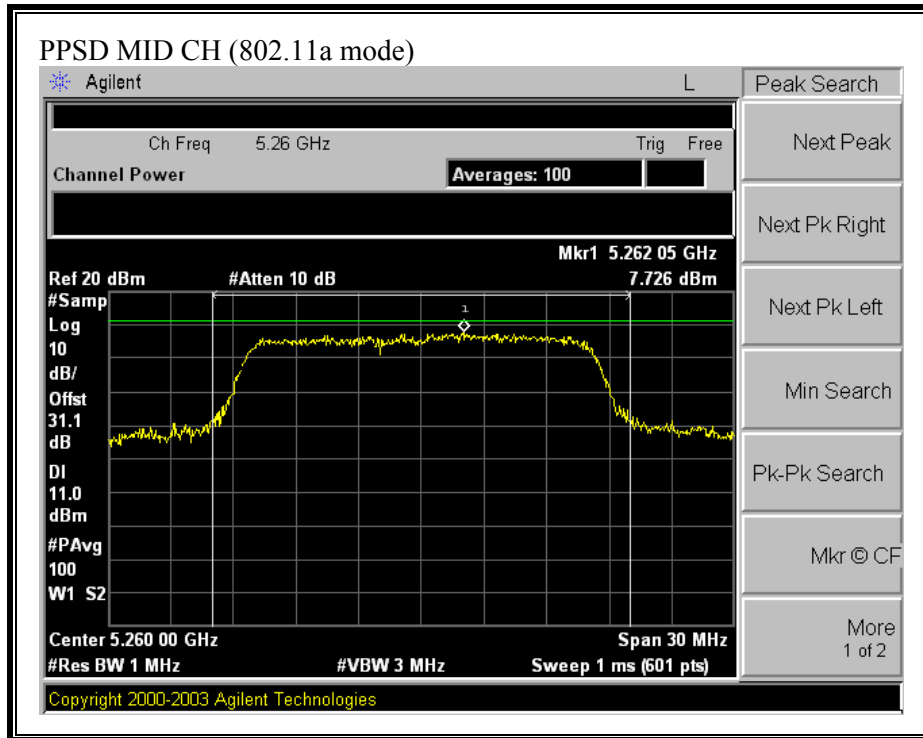 PPSD MID CH (802.11a mode)
Agilent L Peak Search
Ch Freq 5.26 GHz Trig Free
Channel Power Averages: 100
Next Peak
Next Pk Right
Mkr1 5.262 05 GHz
Ref 20 dBm #Atten 10 dB 7.726 dBm
#Samp
Log
10
dB/
Offst
31.1
dB
DI
11.0
dBm
#PAvg
100
W1 S2
1
Next Pk Left
Min Search
Pk-Pk Search
Mkr © CF
More
1 of 2
Center 5.260 00 GHz Span 30 MHz
#Res BW 1 MHz #VBW 3 MHz Sweep 1 ms (601 pts)
Copyright 2000-2003 Agilent Technologies